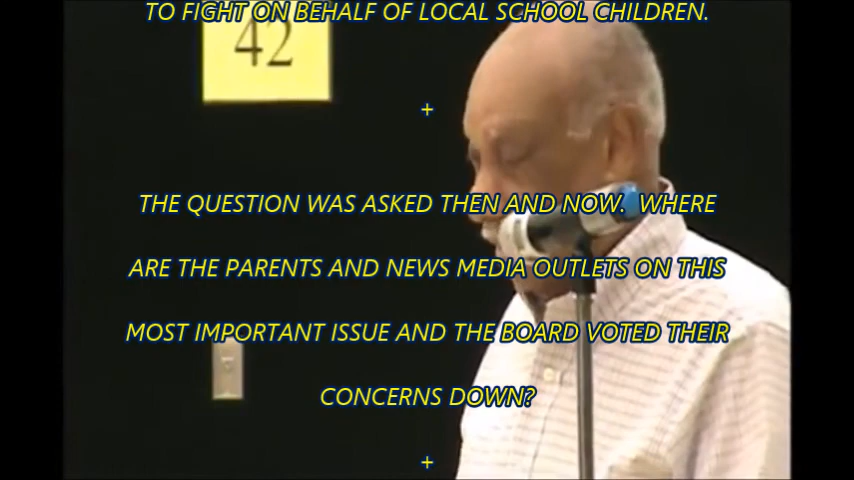 TO FIGHT ON BEHALF OF LOCAL SCHOOL CHILDREN.
42
+
THE QUESTION WAS ASKED THEN AND NOW.  WHERE
ARE THE PARENTS AND NEWS MEDIA OUTLETS ON THIS
MOST IMPORTANT ISSUE AND THE BOARD VOTED THEIR
CONCERNS DOWN?
+